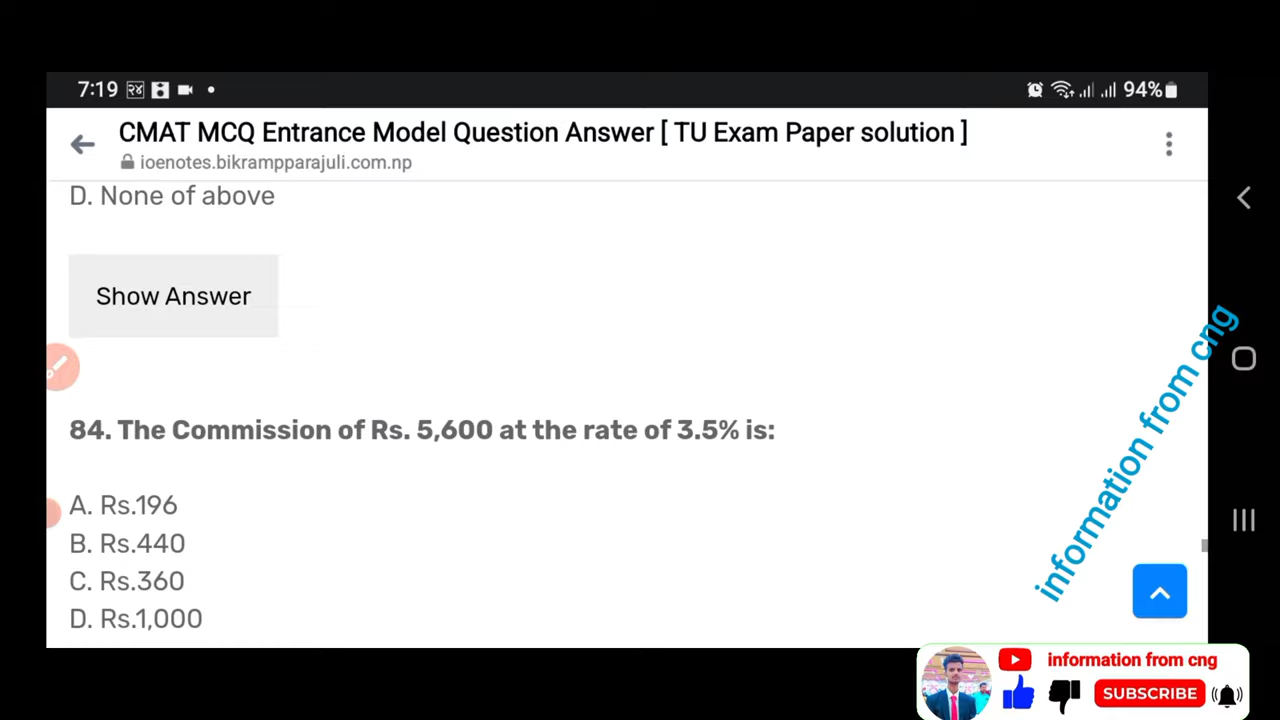 7:19 २४ 94%
CMAT MCQ Entrance Model Question Answer [ TU Exam Paper solution ]
ioenotes.bikrampparajuli.com.np
D. None of above
Show Answer
84. The Commission of Rs. 5,600 at the rate of 3.5% is:
A. Rs.196
B. Rs.440
C. Rs.360
D. Rs.1,000
information from cng
information from cng
SUBSCRIBE